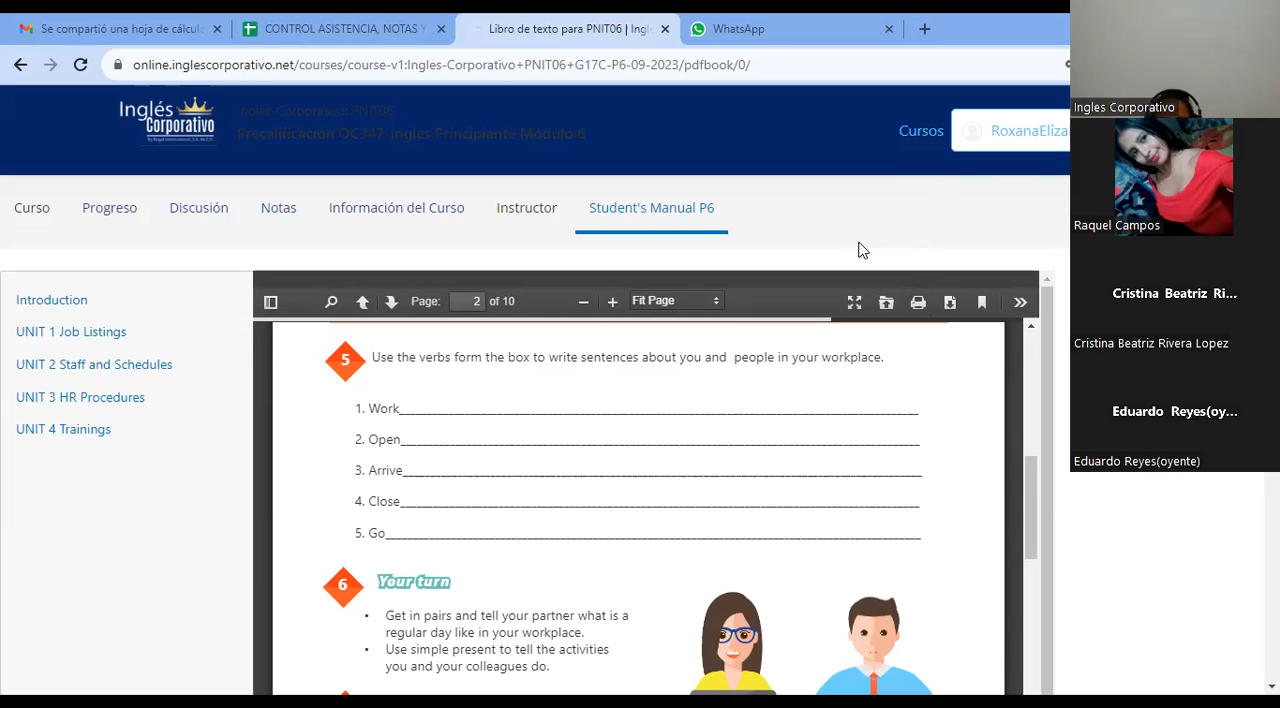 Se compartió una hoja de cálcul
CONTROL ASISTENCIA, NOTAS Y
Libro de texto para PNIT06 | Ingl
WhatsApp
online.inglescorporativo.net/courses/course-v1:Ingles-Corporativo+PNIT06+G17C-P6-09-2023/pdfbook/0/
Inglés
Corporativo
Precalificacion OC347-Ingles Principiante Módulo 6
Cursos
RoxanaEliza
Curso
Progreso
Discusión
Notas
Información del Curso
Instructor
Student's Manual P6
Introduction
UNIT 1 Job Listings
UNIT 2 Staff and Schedules
UNIT 3 HR Procedures
UNIT 4 Trainings
Page: 2 of 10
Fit Page
5 Use the verbs form the box to write sentences about you and people in your workplace.
1. Work
2. Open
3. Arrive
4. Close
5. Go
6 Your turn
• Get in pairs and tell your partner what is a
regular day like in your workplace.
• Use simple present to tell the activities
you and your colleagues do.
Ingles Corporativo
Raquel Campos
Cristina Beatriz Ri...
Cristina Beatriz Rivera Lopez
Eduardo Reyes(oy...
Eduardo Reyes(oyente)